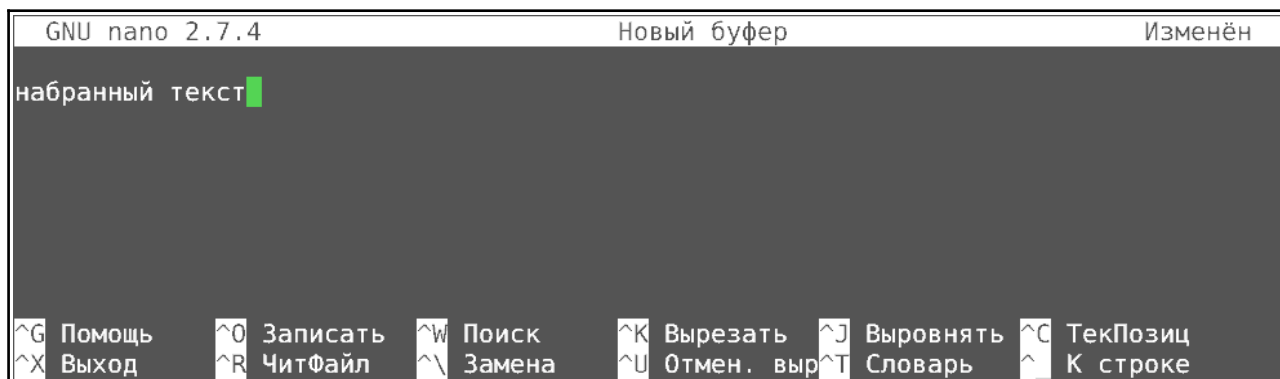 GNU nano 2.7.4 Новый буфер Изменён
набранный текст
^G Помощь ^O Записать ^W Поиск ^K Вырезать ^J Выровнять ^C ТекПозиц
^X Выход ^R ЧитФайл ^\ Замена ^U Отмен. выр^T Словарь ^_ К строке